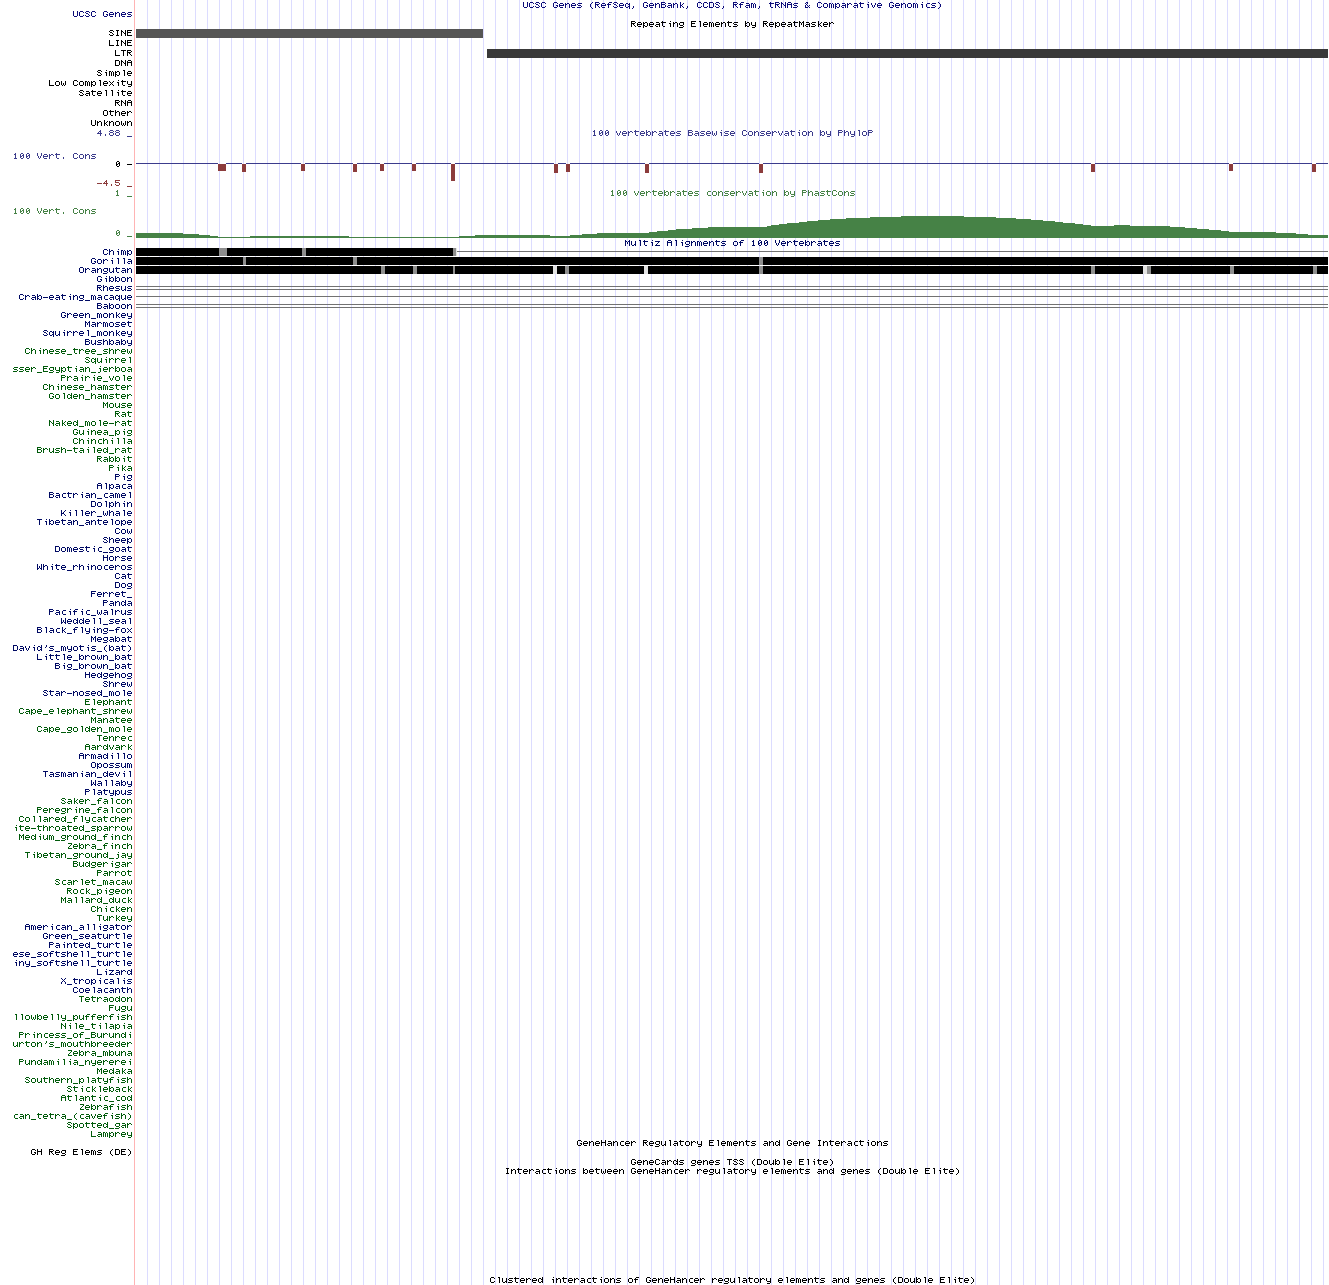 UCSC Genes (RefSeq, GenBank, CCDS, Rfam, tRNAs & Comparative Genomics)
UCSC Genes
Repeating Elements by RepeatMasker
SINE
LINE
LTR
DNA
Simple
Low Complexity
Satellite
RNA
Other
Unknown
4.88 _
100 vertebrates Basewise Conservation by PhyloP
100 Vert. Cons
0 –
-4.5 _
1 _
100 vertebrates conservation by PhastCons
100 Vert. Cons
0 _
Multiz Alignments of 100 Vertebrates
Chimp
Gorilla
Orangutan
Gibbon
Rhesus
Crab-eating_macaque
Baboon
Green_monkey
Marmoset
Squirrel_monkey
Bushbaby
Chinese_tree_shrew
Squirrel
sser_Egyptian_jerboa
Prairie_vole
Chinese_hamster
Golden_hamster
Mouse
Rat
Naked_mole-rat
Guinea_pig
Chinchilla
Brush-tailed_rat
Rabbit
Pika
Pig
Alpaca
Bactrian_camel
Dolphin
Killer_whale
Tibetan_antelope
Cow
Sheep
Domestic_goat
Horse
White_rhinoceros
Cat
Dog
Ferret_
Panda
Pacific_walrus
Weddell_seal
Black_flying-fox
Megabat
David's_myotis_(bat)
Little_brown_bat
Big_brown_bat
Hedgehog
Shrew
Star-nosed_mole
Elephant
Cape_elephant_shrew
Manatee
Cape_golden_mole
Tenrec
Aardvark
Armadillo
Opossum
Tasmanian_devil
Wallaby
Platypus
Saker_falcon
Peregrine_falcon
Collared_flycatcher
ite-throated_sparrow
Medium_ground_finch
Zebra_finch
Tibetan_ground_jay
Budgerigar
Parrot
Scarlet_macaw
Rock_pigeon
Mallard_duck
Chicken
Turkey
American_alligator
Green_seaturtle
Painted_turtle
ese_softshell_turtle
iny_softshell_turtle
Lizard
X_tropicalis
Coelacanth
Tetraodon
Fugu
llowbelly_pufferfish
Nile_tilapia
Princess_of_Burundi
urton's_mouthbreeder
Zebra_mbuna
Pundamilia_nyererei
Medaka
Southern_platyfish
Stickleback
Atlantic_cod
Zebrafish
can_tetra_(cavefish)
Spotted_gar
Lamprey
GeneHancer Regulatory Elements and Gene Interactions
GH Reg Elems (DE)
GeneCards genes TSS (Double Elite)
Interactions between GeneHancer regulatory elements and genes (Double Elite)
Clustered interactions of GeneHancer regulatory elements and genes (Double Elite)